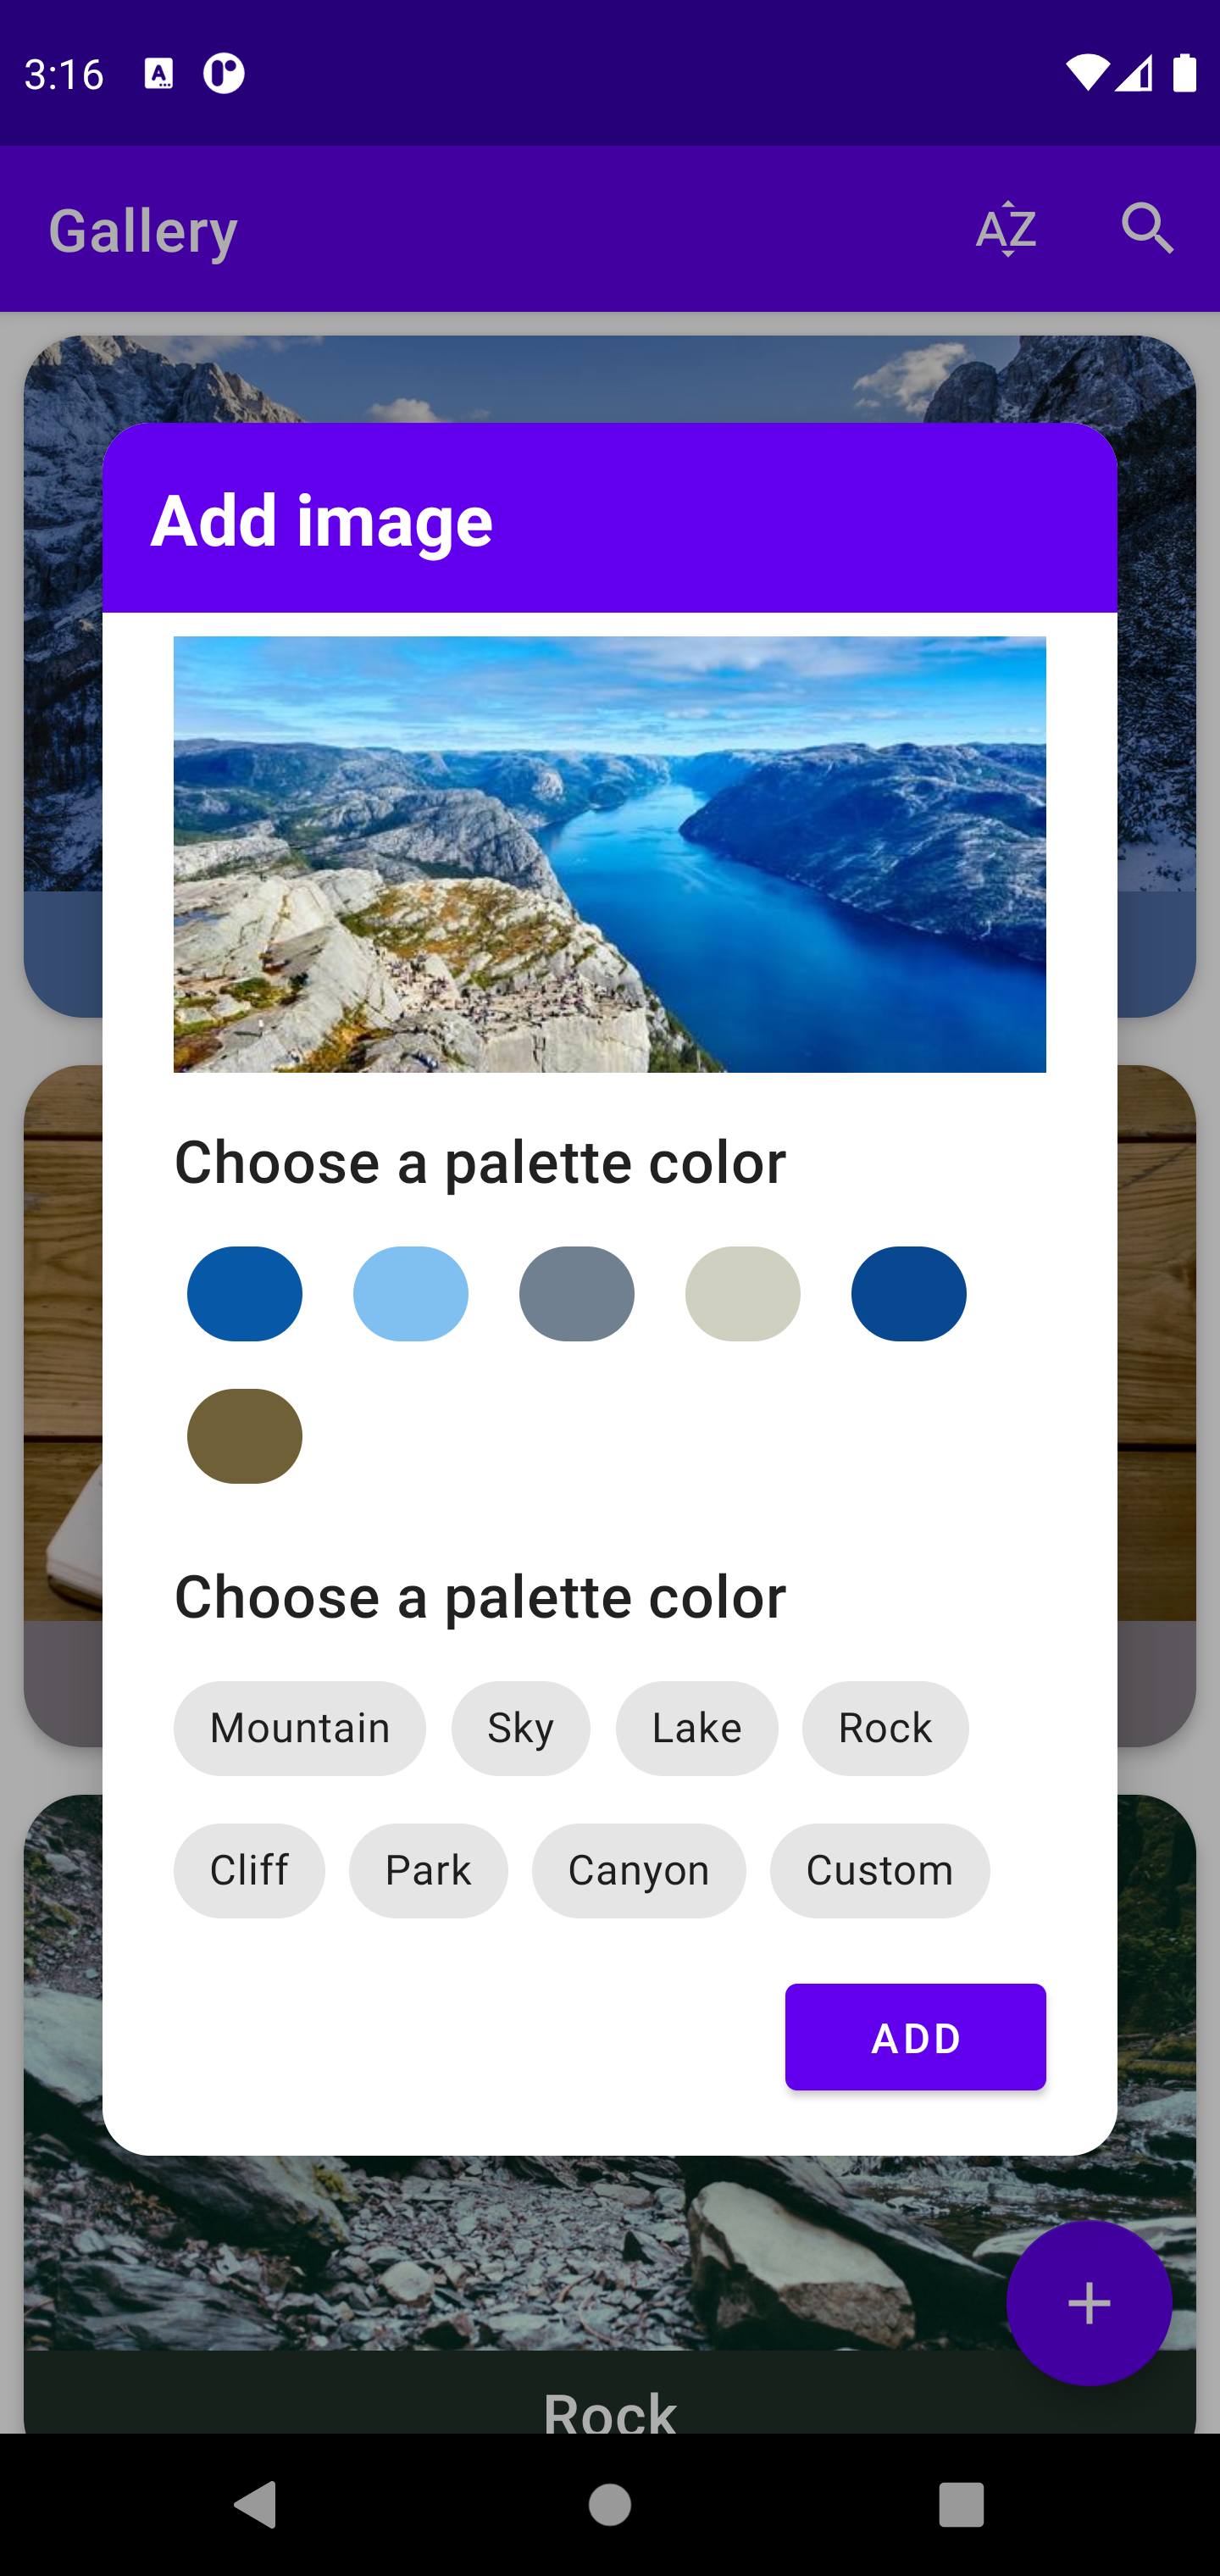 3:16
Gallery
AZ
Add image
Choose a palette color
Choose a palette color
Mountain Sky Lake Rock
Cliff Park Canyon Custom
ADD
Rock